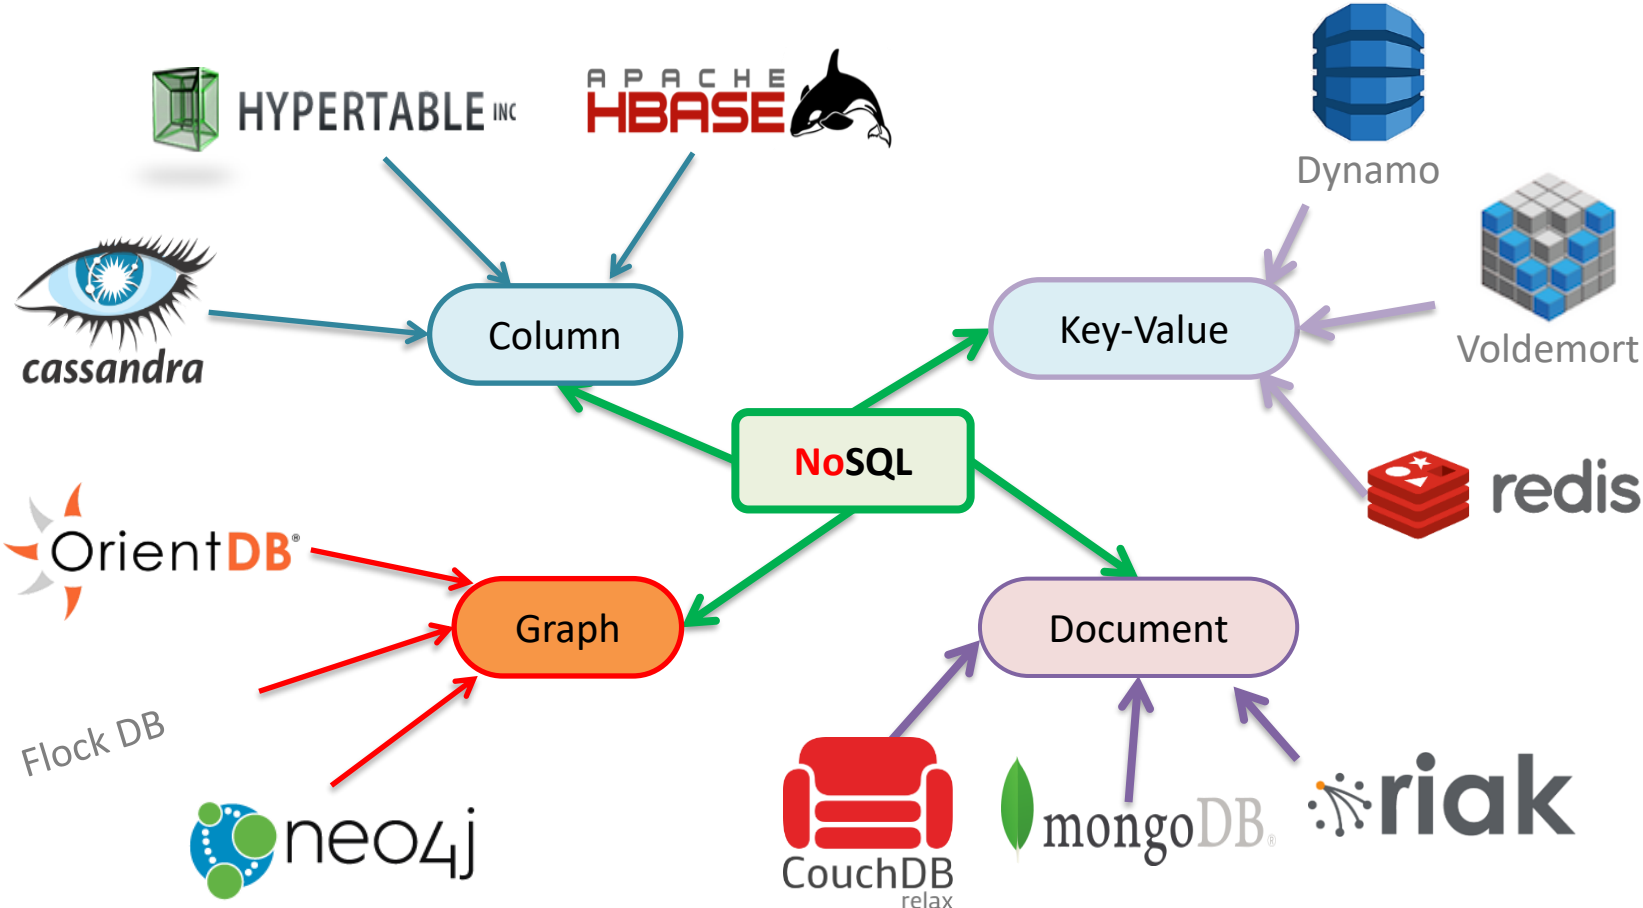 HYPERTABLE INC
APACHE
HBASE
Dynamo
cassandra
Column
Key-Value
Voldemort
NoSQL
redis
OrientDB®
Graph
Document
Flock DB
neo4j
CouchDB
relax
mongoDB®
riak